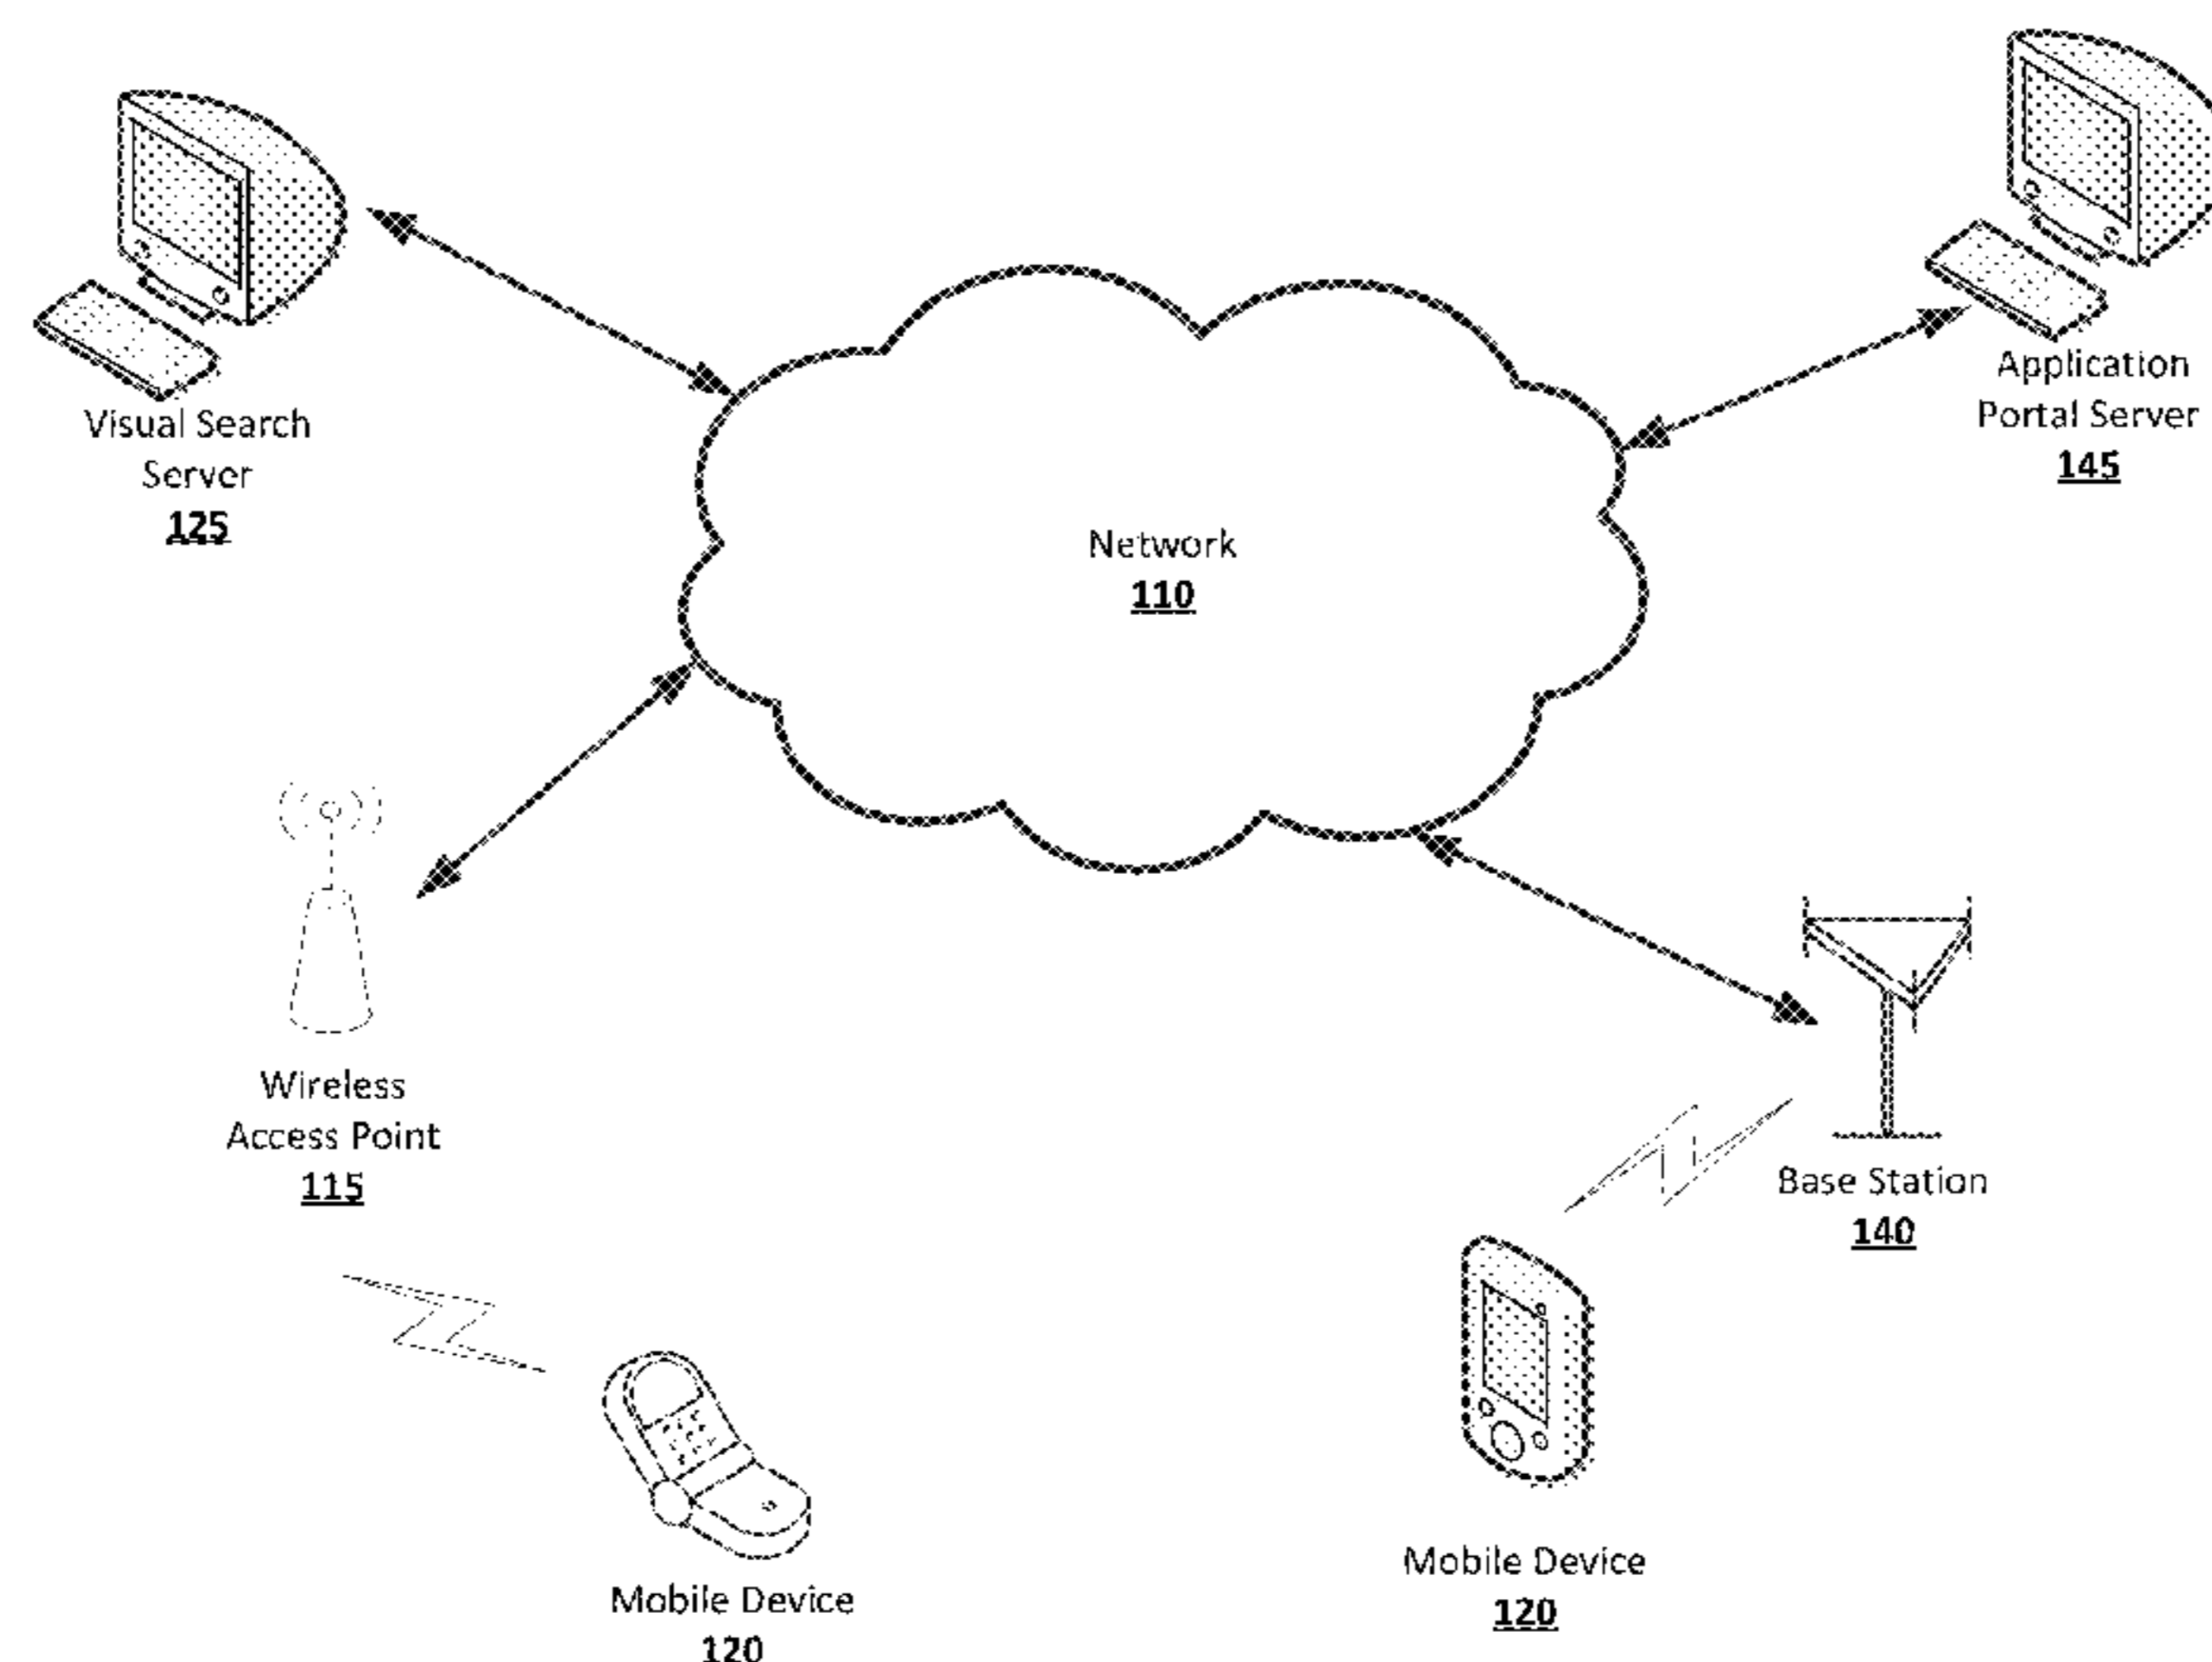 Visual Search
Server
125
Application
Portal Server
145
Network
110
Wireless
Access Point
115
Base Station
140
Mobile Device
120
Mobile Device
120